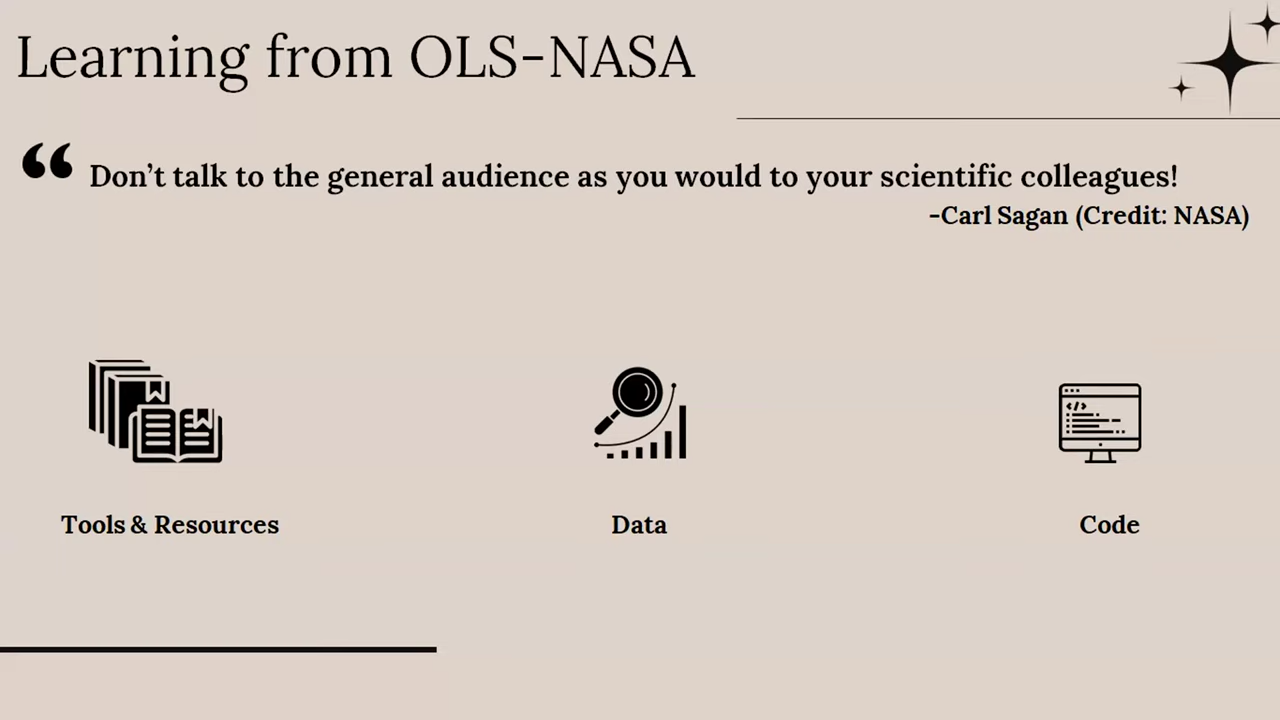 Learning from OLS-NASA
“ Don’t talk to the general audience as you would to your scientific colleagues!
-Carl Sagan (Credit: NASA)
Tools & Resources
Data
Code